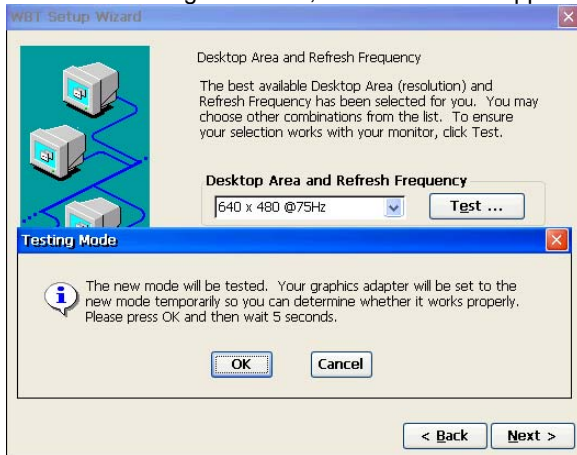 WBT Setup Wizard
Desktop Area and Refresh Frequency
The best available Desktop Area (resolution) and
Refresh Frequency has been selected for you. You may
choose other combinations from the list. To ensure
your selection works with your monitor, click Test.
Desktop Area and Refresh Frequency
640 x 480 @75Hz
Test ...
Testing Mode
The new mode will be tested. Your graphics adapter will be set to the
new mode temporarily so you can determine whether it works properly.
Please press OK and then wait 5 seconds.
OK Cancel
< Back Next >